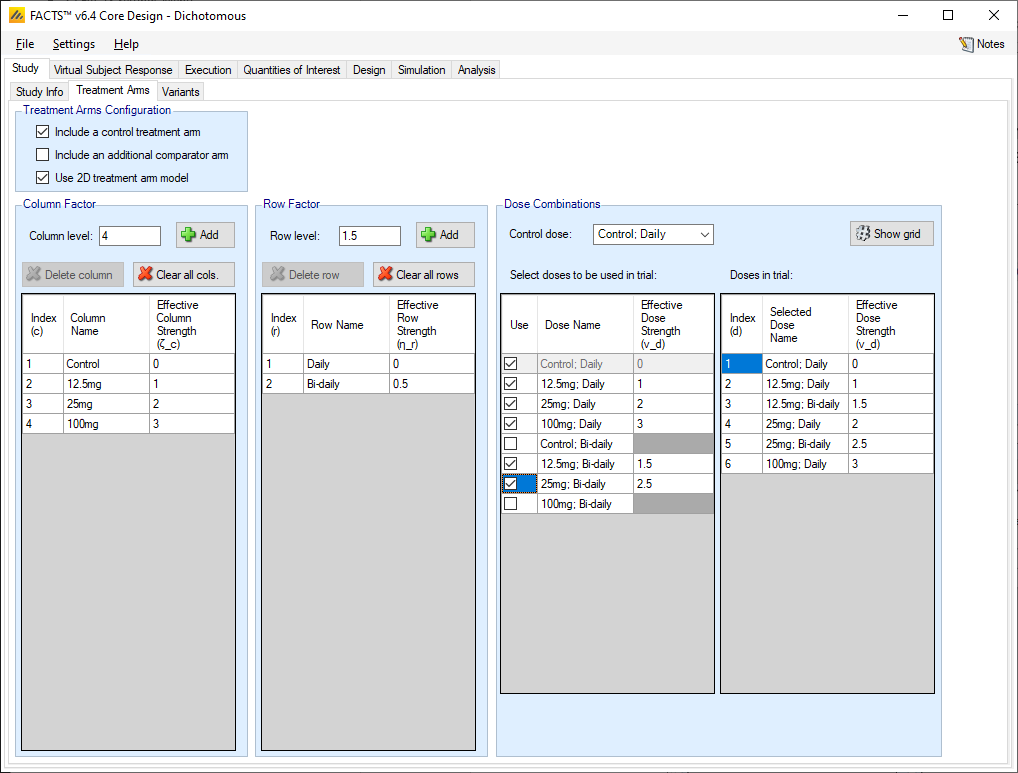 FACTS™ v6.4 Core Design - Dichotomous
File Settings Help Notes
Study Virtual Subject Response Execution Quantities of Interest Design Simulation Analysis
Study Info Treatment Arms Variants
Treatment Arms Configuration
Include a control treatment arm
Include an additional comparator arm
Use 2D treatment arm model
Column Factor
Column level: 4 Add
Delete column Clear all cols.
Index (c) Column Name Effective Column Strength (ζ_c)
1 Control 0
2 12.5mg 1
3 25mg 2
4 100mg 3
Row Factor
Row level: 1.5 Add
Delete row Clear all rows
Index (r) Row Name Effective Row Strength (η_r)
1 Daily 0
2 Bi-daily 0.5
Dose Combinations
Control dose: Control; Daily Show grid
Select doses to be used in trial:
Use Dose Name Effective Dose Strength (ν_d)
Control; Daily 0
12.5mg; Daily 1
25mg; Daily 2
100mg; Daily 3
Control; Bi-daily
12.5mg; Bi-daily 1.5
25mg; Bi-daily 2.5
100mg; Bi-daily
Doses in trial:
Index (d) Selected Dose Name Effective Dose Strength (ν_d)
1 Control; Daily 0
2 12.5mg; Daily 1
3 12.5mg; Bi-daily 1.5
4 25mg; Daily 2
5 25mg; Bi-daily 2.5
6 100mg; Daily 3